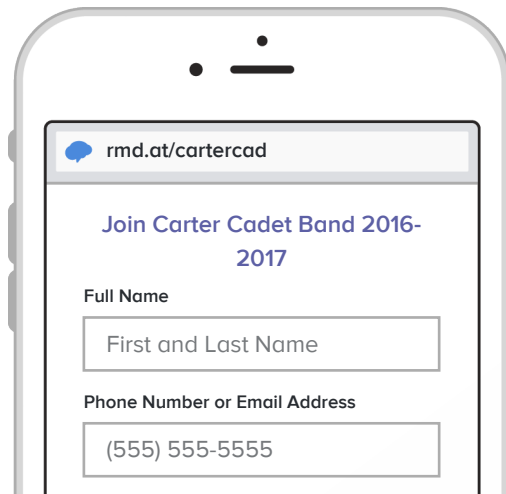 rmd.at/cartercad
Join Carter Cadet Band 2016-
2017
Full Name
First and Last Name
Phone Number or Email Address
(555) 555-5555